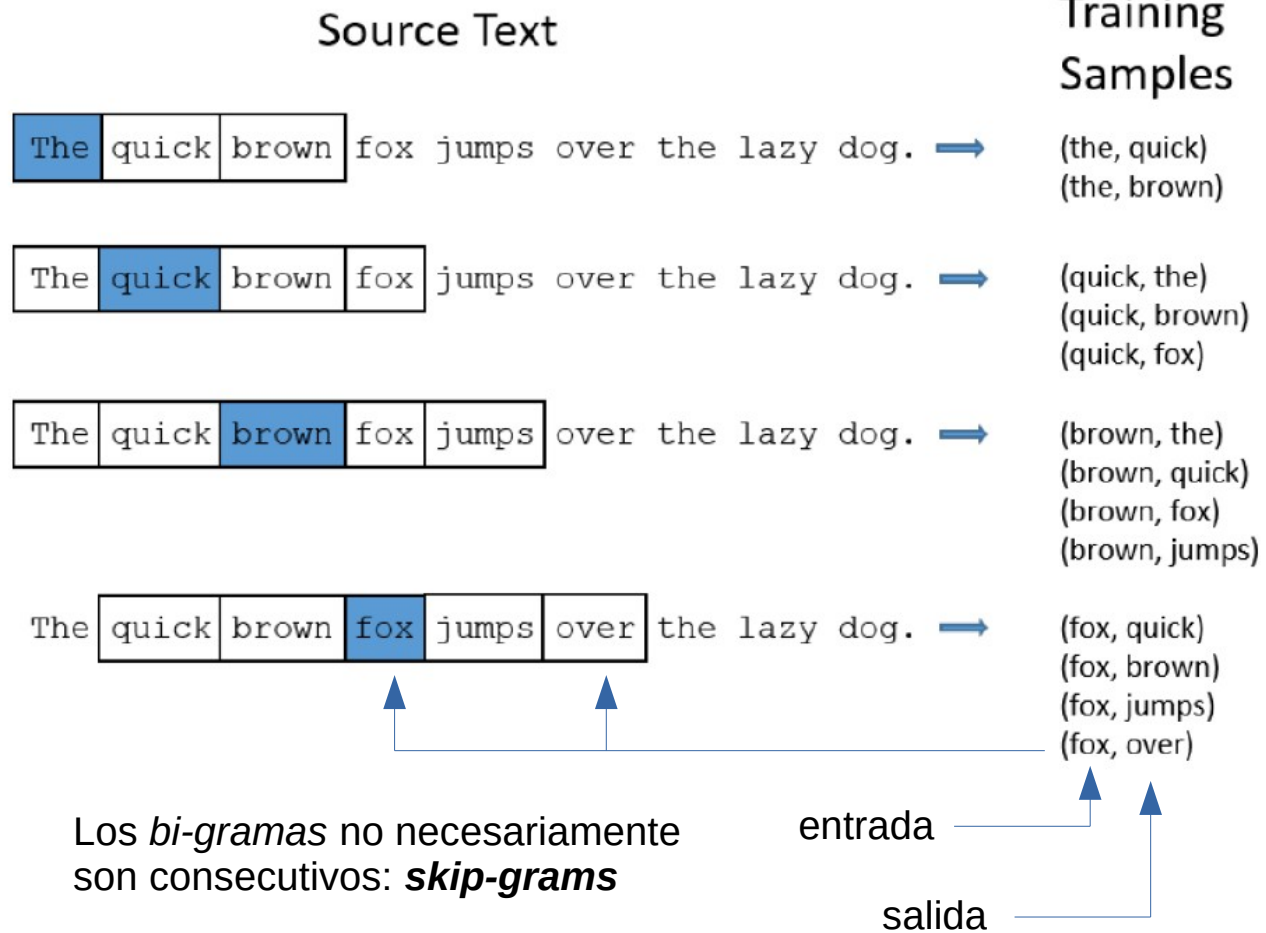 Source Text
Training
Samples
The quick brown fox jumps over the lazy dog.
(the, quick)
(the, brown)
The quick brown fox jumps over the lazy dog.
(quick, the)
(quick, brown)
(quick, fox)
The quick brown fox jumps over the lazy dog.
(brown, the)
(brown, quick)
(brown, fox)
(brown, jumps)
The quick brown fox jumps over the lazy dog.
(fox, quick)
(fox, brown)
(fox, jumps)
(fox, over)
Los bi-gramas no necesariamente
son consecutivos: skip-grams
entrada
salida